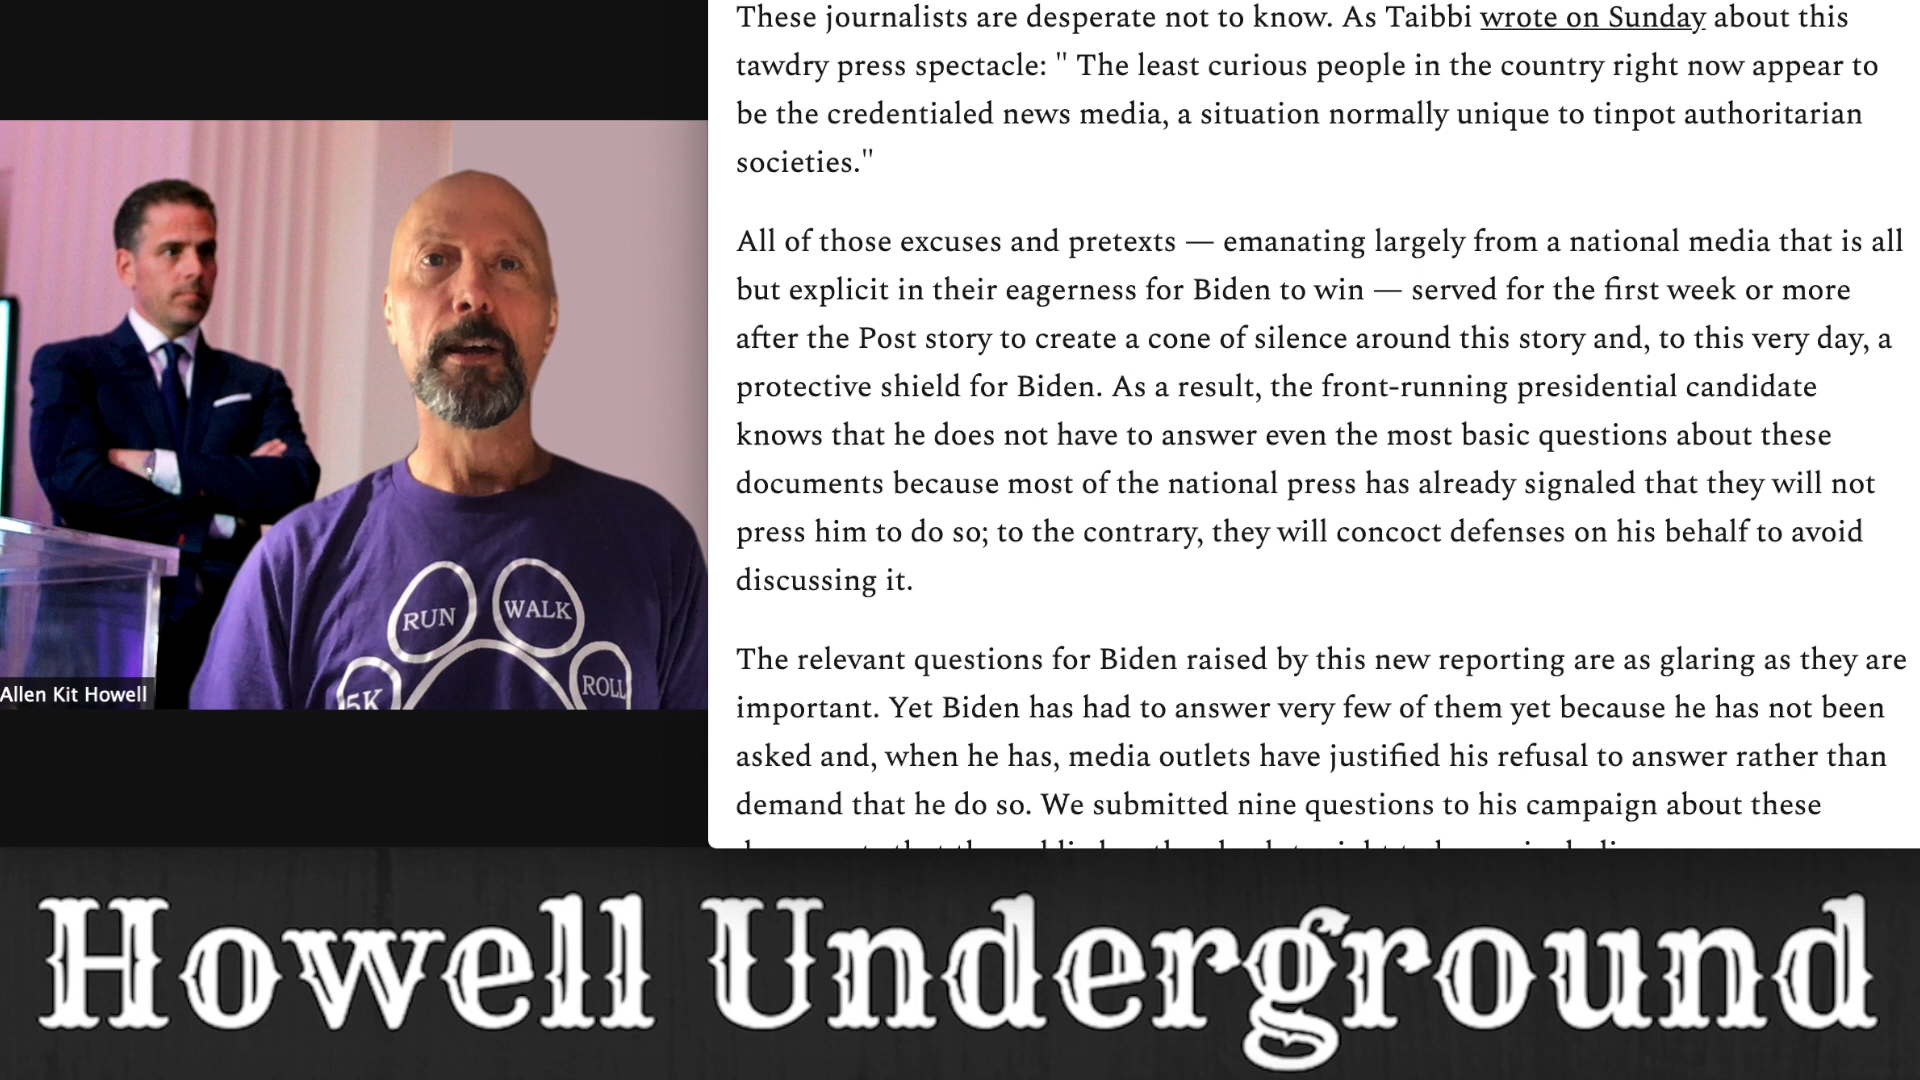 These journalists are desperate not to know. As Taibbi wrote on Sunday about this
tawdry press spectacle: " The least curious people in the country right now appear to
be the credentialed news media, a situation normally unique to tinpot authoritarian
societies."
All of those excuses and pretexts — emanating largely from a national media that is all
but explicit in their eagerness for Biden to win — served for the first week or more
after the Post story to create a cone of silence around this story and, to this very day, a
protective shield for Biden. As a result, the front-running presidential candidate
knows that he does not have to answer even the most basic questions about these
documents because most of the national press has already signaled that they will not
press him to do so; to the contrary, they will concoct defenses on his behalf to avoid
discussing it.
The relevant questions for Biden raised by this new reporting are as glaring as they are
important. Yet Biden has had to answer very few of them yet because he has not been
asked and, when he has, media outlets have justified his refusal to answer rather than
demand that he do so. We submitted nine questions to his campaign about these
RUN
WALK
5K
ROLL
Allen Kit Howell
Howell Underground